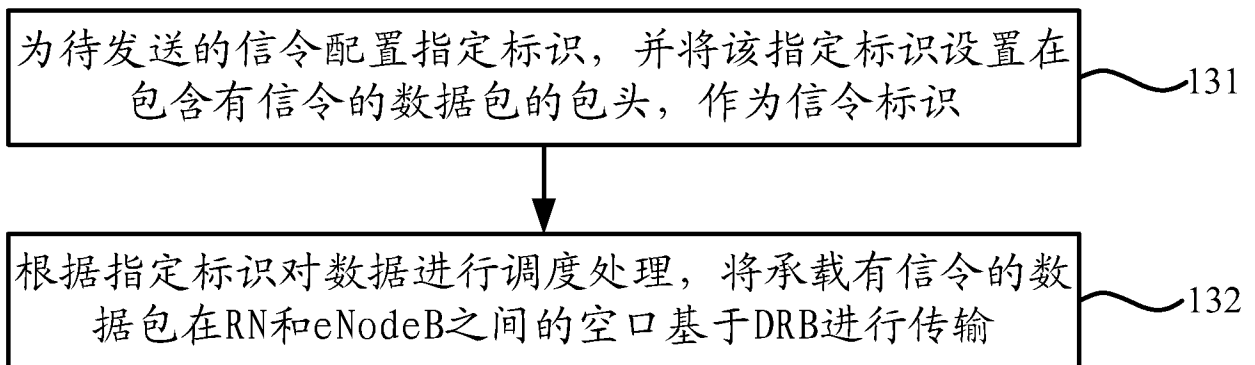 为待发送的信令配置指定标识，并将该指定标识设置在
包含有信令的数据包的包头，作为信令标识
131
根据指定标识对数据进行调度处理，将承载有信令的数
据包在RN和eNodeB之间的空口基于DRB进行传输
132